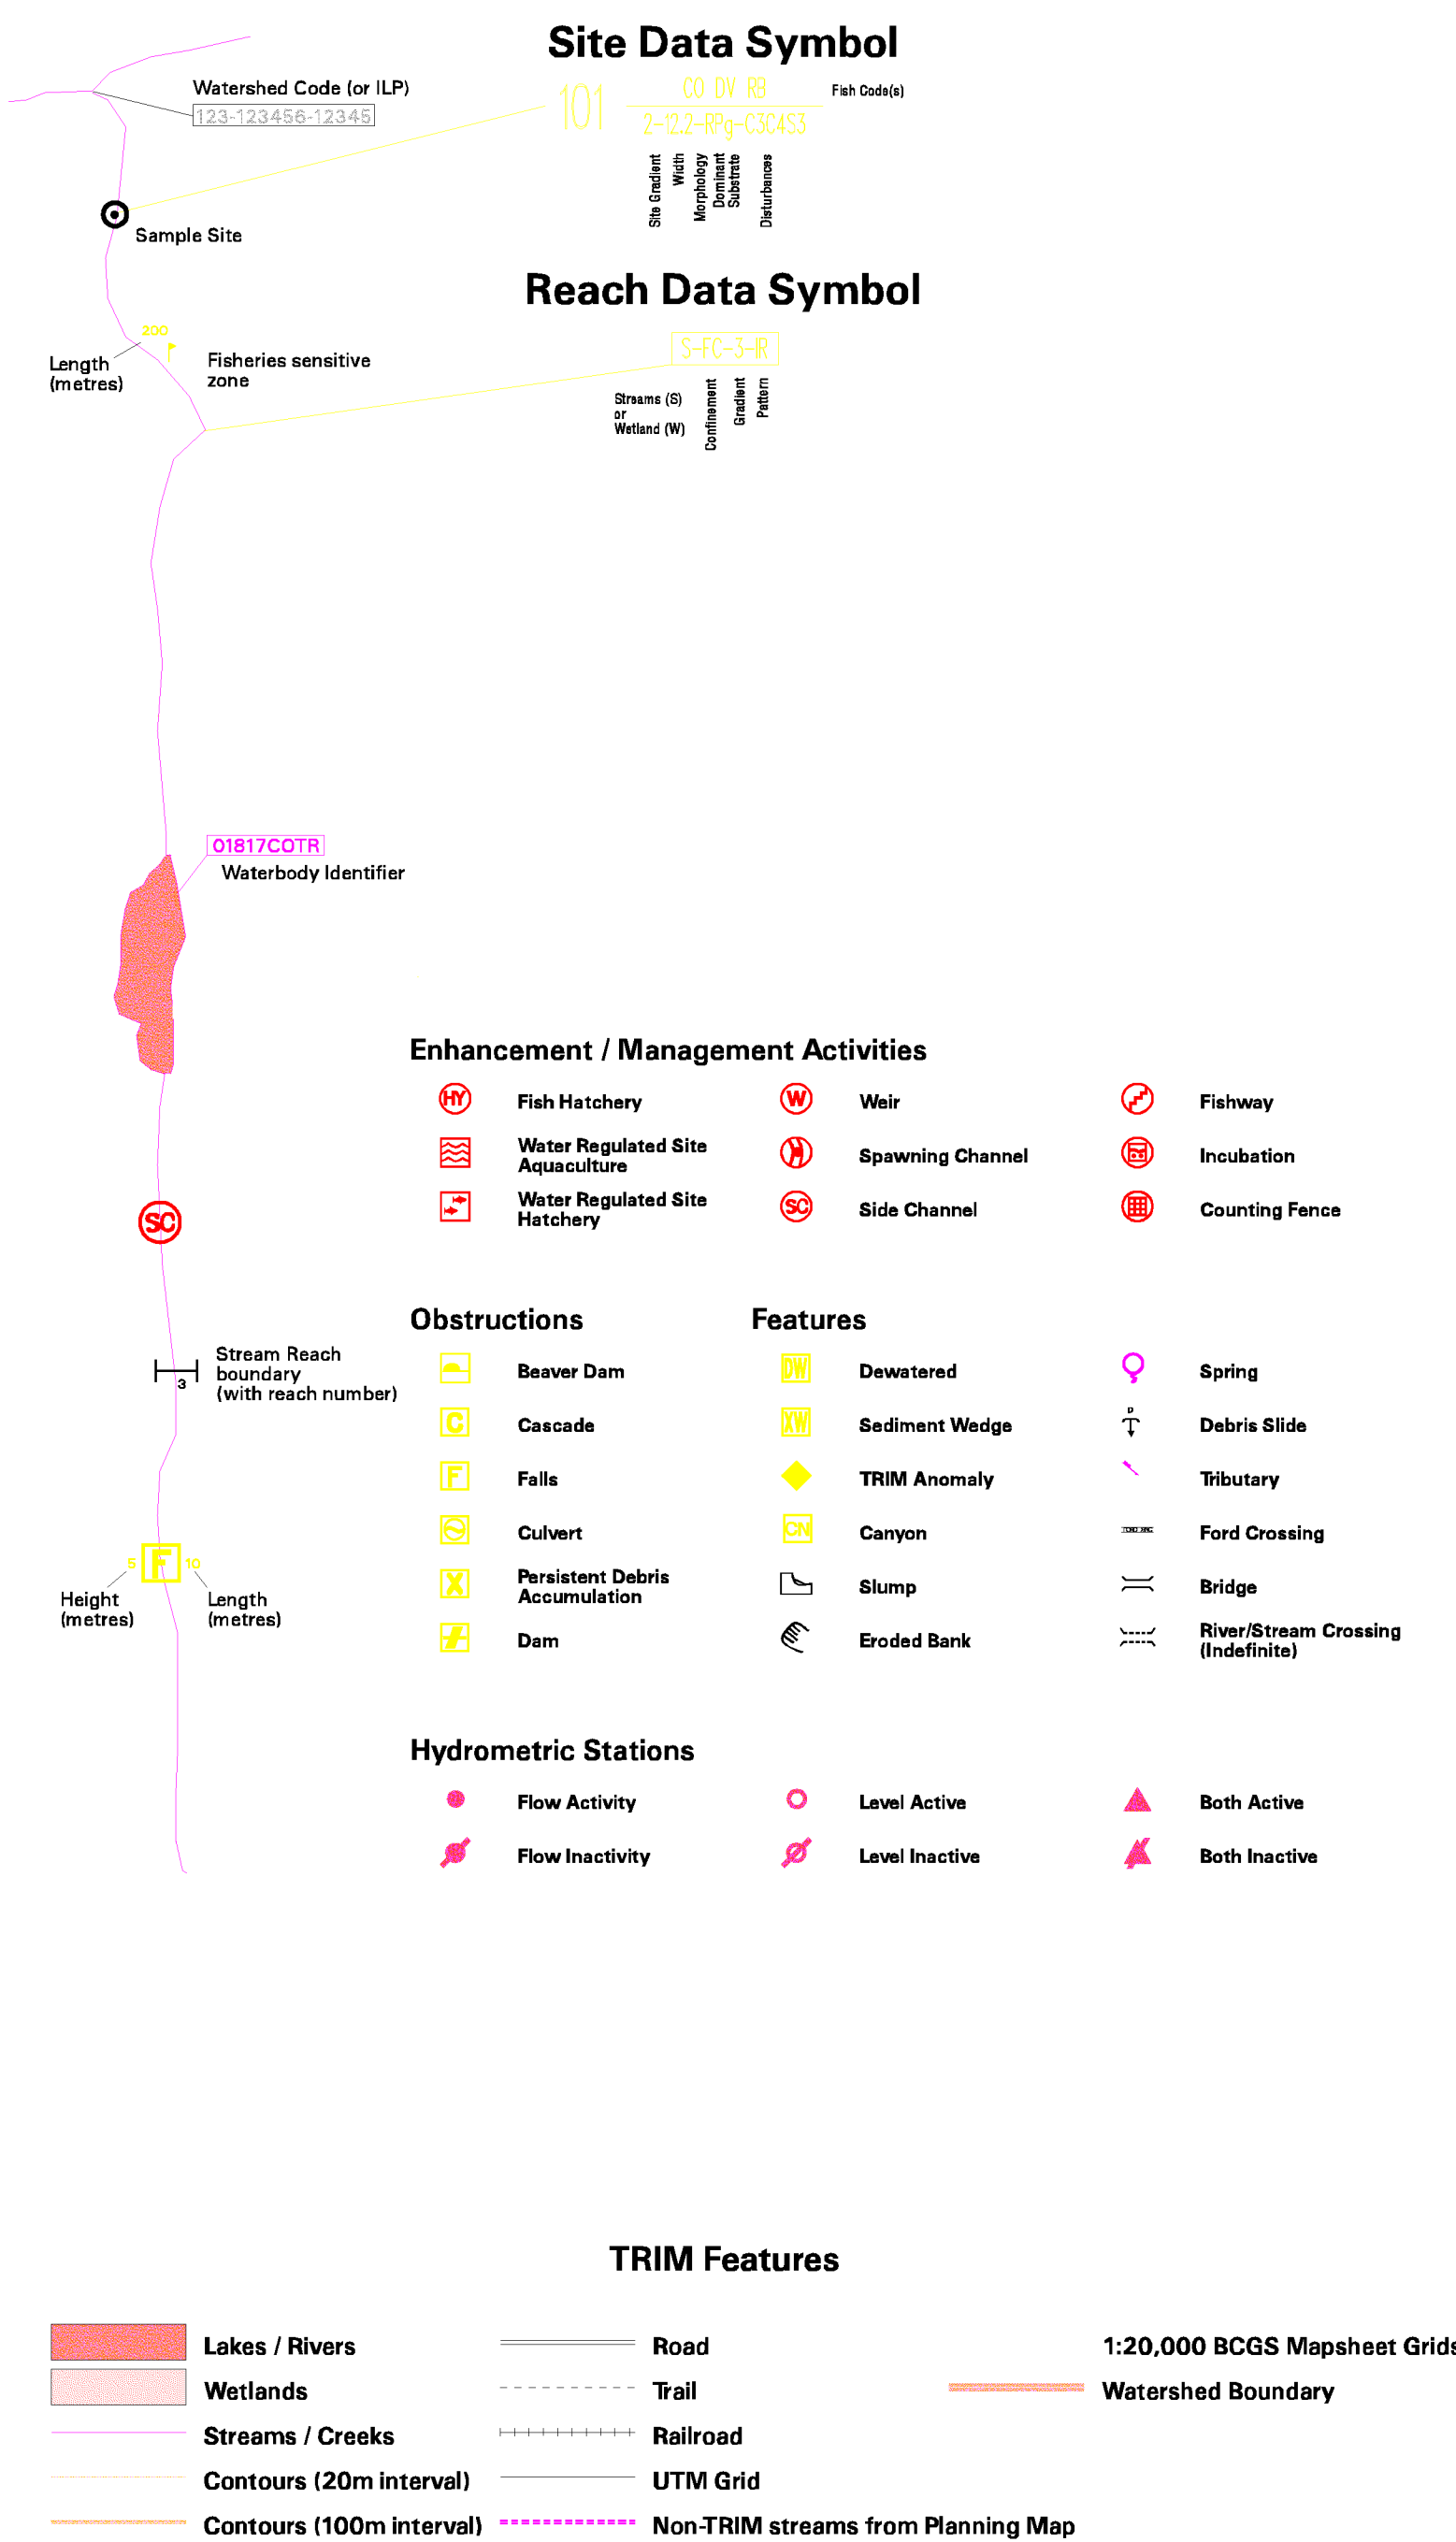 Site Data Symbol
Watershed Code (or ILP)
123-123456-12345
101
CO DV RB
Fish Code(s)
2-12.2-RPg-C3C4S3
Site Gradient
Width
Morphology
Dominant
Substrate
Disturbances
Sample Site
Reach Data Symbol
200
Length
(metres)
Fisheries sensitive
zone
S-FC-3-IR
Streams (S)
or
Wetland (W)
Confinement
Gradient
Pattern
01817COTR
Waterbody Identifier
Enhancement / Management Activities
HY Fish Hatchery
W Weir
Fishway
Water Regulated Site
Aquaculture
Spawning Channel
Incubation
Water Regulated Site
Hatchery
SC Side Channel
Counting Fence
SC
Stream Reach
boundary
(with reach number)
3
Obstructions
Features
Beaver Dam
DW Dewatered
Spring
C Cascade
XW Sediment Wedge
D Debris Slide
F Falls
TRIM Anomaly
Tributary
Culvert
CN Canyon
Ford Crossing
5 F 10
Height
(metres)
Length
(metres)
X Persistent Debris
Accumulation
Slump
Bridge
Dam
Eroded Bank
River/Stream Crossing
(Indefinite)
Hydrometric Stations
Flow Activity
Level Active
Both Active
Flow Inactivity
Level Inactive
Both Inactive
TRIM Features
Lakes / Rivers
Road
1:20,000 BCGS Mapsheet Grids
Wetlands
Trail
Watershed Boundary
Streams / Creeks
Railroad
Contours (20m interval)
UTM Grid
Contours (100m interval)
Non-TRIM streams from Planning Map